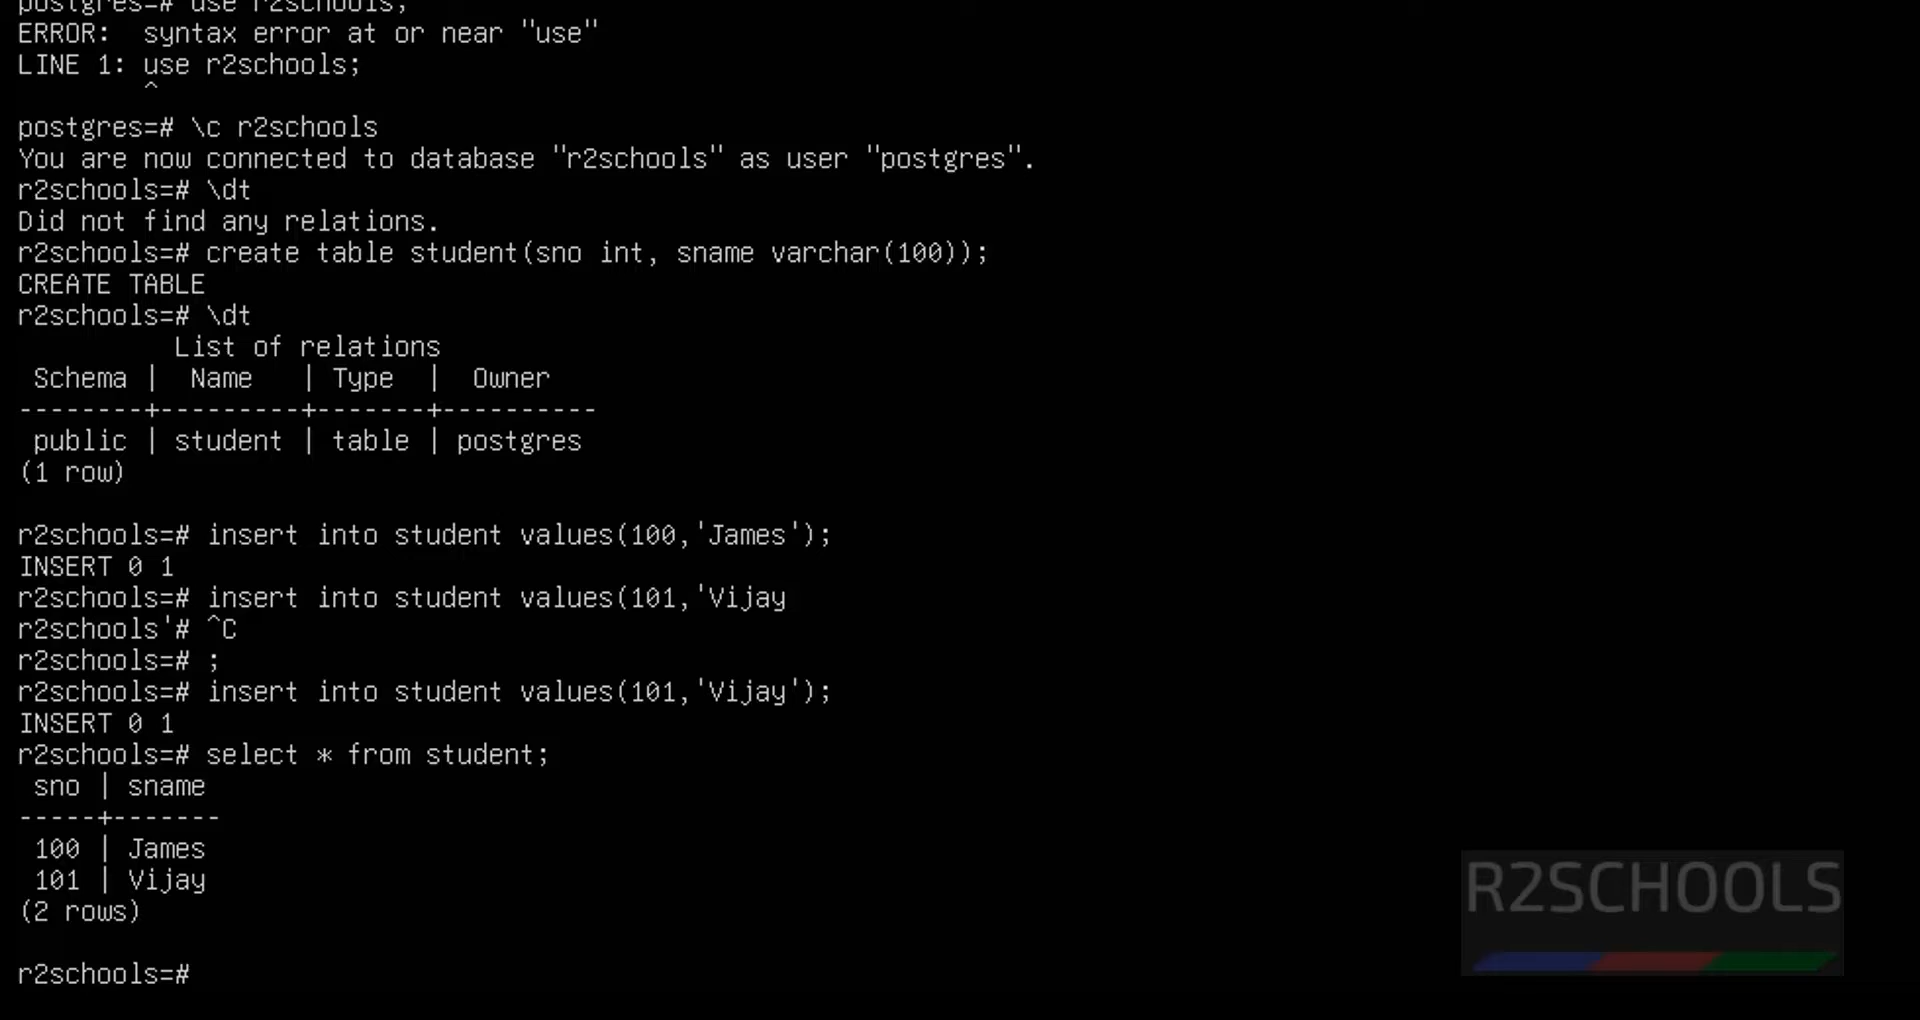 postgres=# use r2schools;
ERROR:  syntax error at or near "use"
LINE 1: use r2schools;
        ^
postgres=# \c r2schools
You are now connected to database "r2schools" as user "postgres".
r2schools=# \dt
Did not find any relations.
r2schools=# create table student(sno int, sname varchar(100));
CREATE TABLE
r2schools=# \dt
          List of relations
 Schema |  Name   | Type  |  Owner
--------+---------+-------+----------
 public | student | table | postgres
(1 row)
r2schools=# insert into student values(100,'James');
INSERT 0 1
r2schools=# insert into student values(101,'Vijay
r2schools'# ^C
r2schools=# ;
r2schools=# insert into student values(101,'Vijay');
INSERT 0 1
r2schools=# select * from student;
 sno | sname
-----+-------
 100 | James
 101 | Vijay
(2 rows)
r2schools=#
R2SCHOOLS